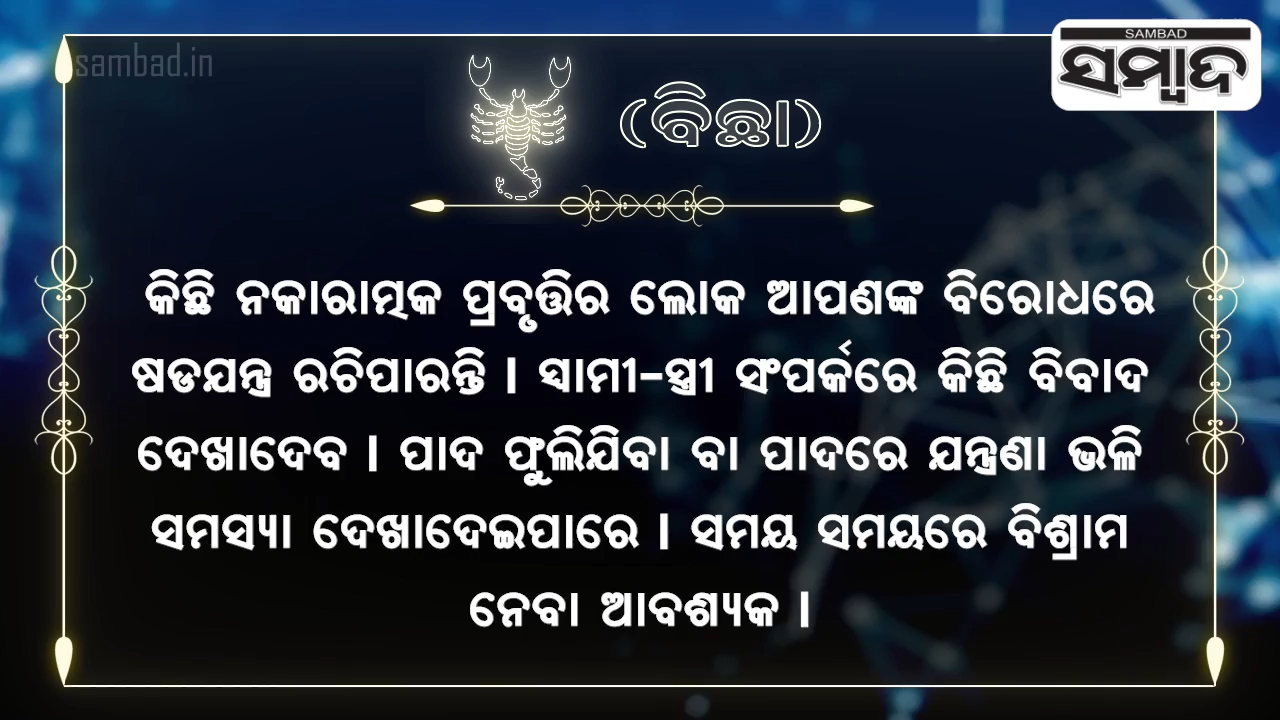 sambad.in
SAMBAD
ସମ୍ବାଦ
(ବିଛା)
କିଛି ନକାରାତ୍ମକ ପ୍ରବୃତ୍ତିର ଲୋକ ଆପଣଙ୍କ ବିରୋଧରେ
ଷଡଯନ୍ତ୍ର ରଚିପାରନ୍ତି । ସ୍ୱାମୀ-ସ୍ତ୍ରୀ ସଂପର୍କରେ କିଛି ବିବାଦ
ଦେଖାଦେବ । ପାଦ ଫୁଲିଯିବା ବା ପାଦରେ ଯନ୍ତ୍ରଣା ଭଳି
ସମସ୍ୟା ଦେଖାଦେଇପାରେ । ସମୟ ସମୟରେ ବିଶ୍ରାମ
ନେବା ଆବଶ୍ୟକ ।